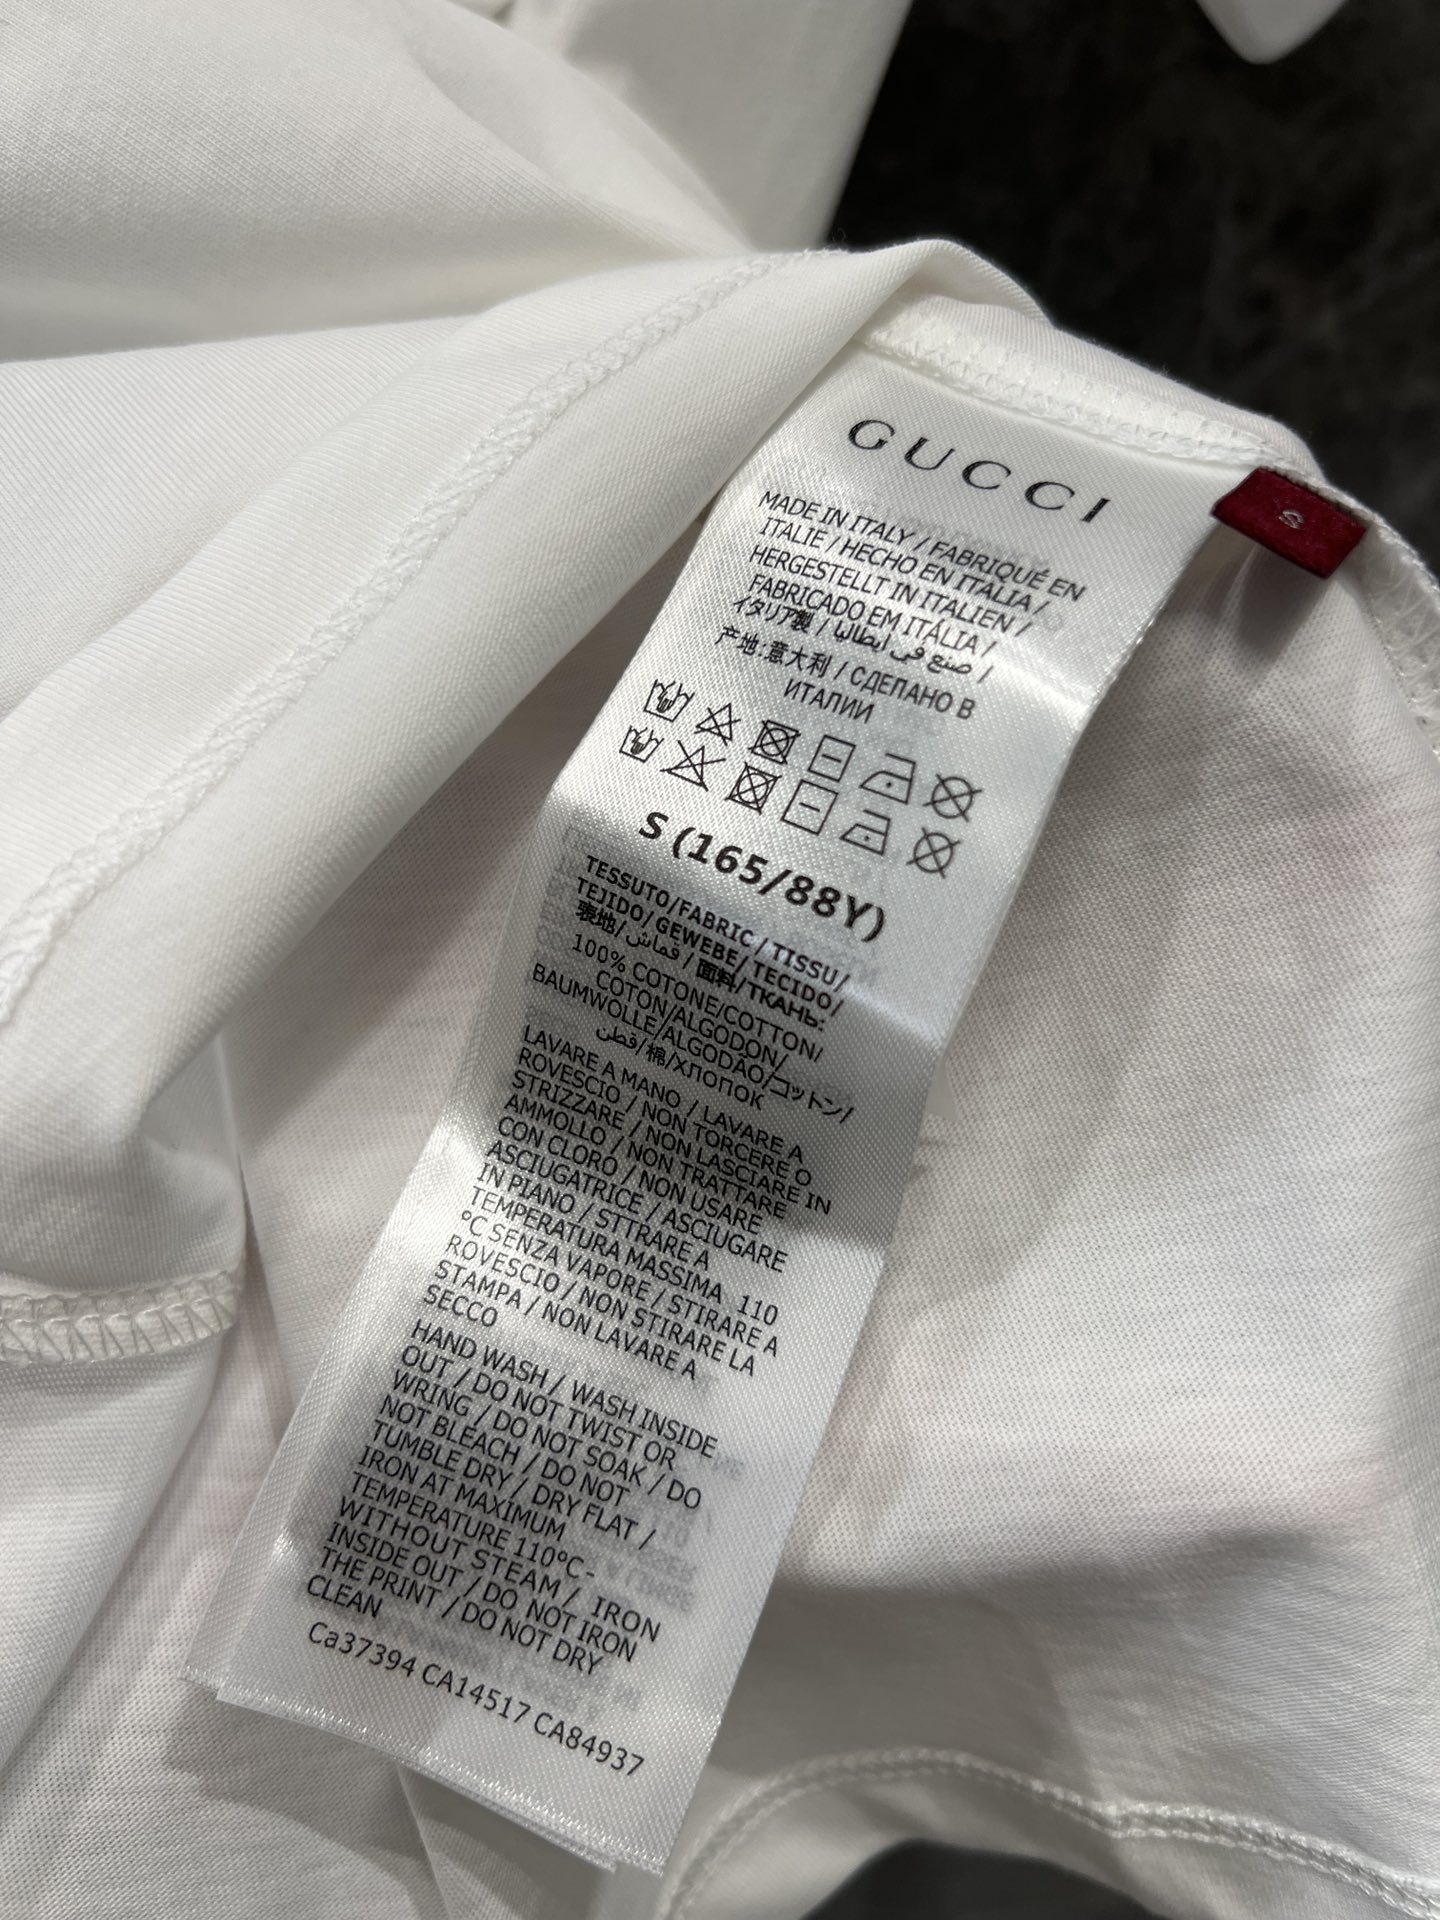 GUCCI
S
MADE IN ITALY / FABRIQUÉ EN
ITALIE / HECHO EN ITALIA /
HERGESTELLT IN ITALIEN /
FABRICADO EM ITÁLIA /
イタリア製 / صنع في ايطاليا /
产地:意大利 / СДЕЛАНО В
ИТАЛИИ
S (165/88Y)
TESSUTO/FABRIC/TISSU/
TEJIDO/GEWEBE/TECIDO/
表地/قماش/面料/ТКАНЬ:
100% COTONE/COTTON/
COTON/ALGODON/
BAUMWOLLE/ALGODÃO/コットン/
قطن/棉/ХЛОПОК
LAVARE A MANO / LAVARE A
ROVESCIO / NON TORCERE O
STRIZZARE / NON LASCIARE IN
AMMOLLO / NON TRATTARE
CON CLORO / NON USARE
ASCIUGATRICE / ASCIUGARE
IN PIANO / STTRARE A
TEMPERATURA MASSIMA 110
°C SENZA VAPORE / STIRARE A
ROVESCIO / NON STIRARE LA
STAMPA / NON LAVARE A
SECCO
HAND WASH / WASH INSIDE
OUT / DO NOT TWIST OR
WRING / DO NOT SOAK / DO
NOT BLEACH / DO NOT
TUMBLE DRY / DRY FLAT /
IRON AT MAXIMUM
TEMPERATURE 110°C -
WITHOUT STEAM / IRON
INSIDE OUT / DO NOT IRON
THE PRINT / DO NOT DRY
CLEAN
Ca37394 CA14517 CA84937